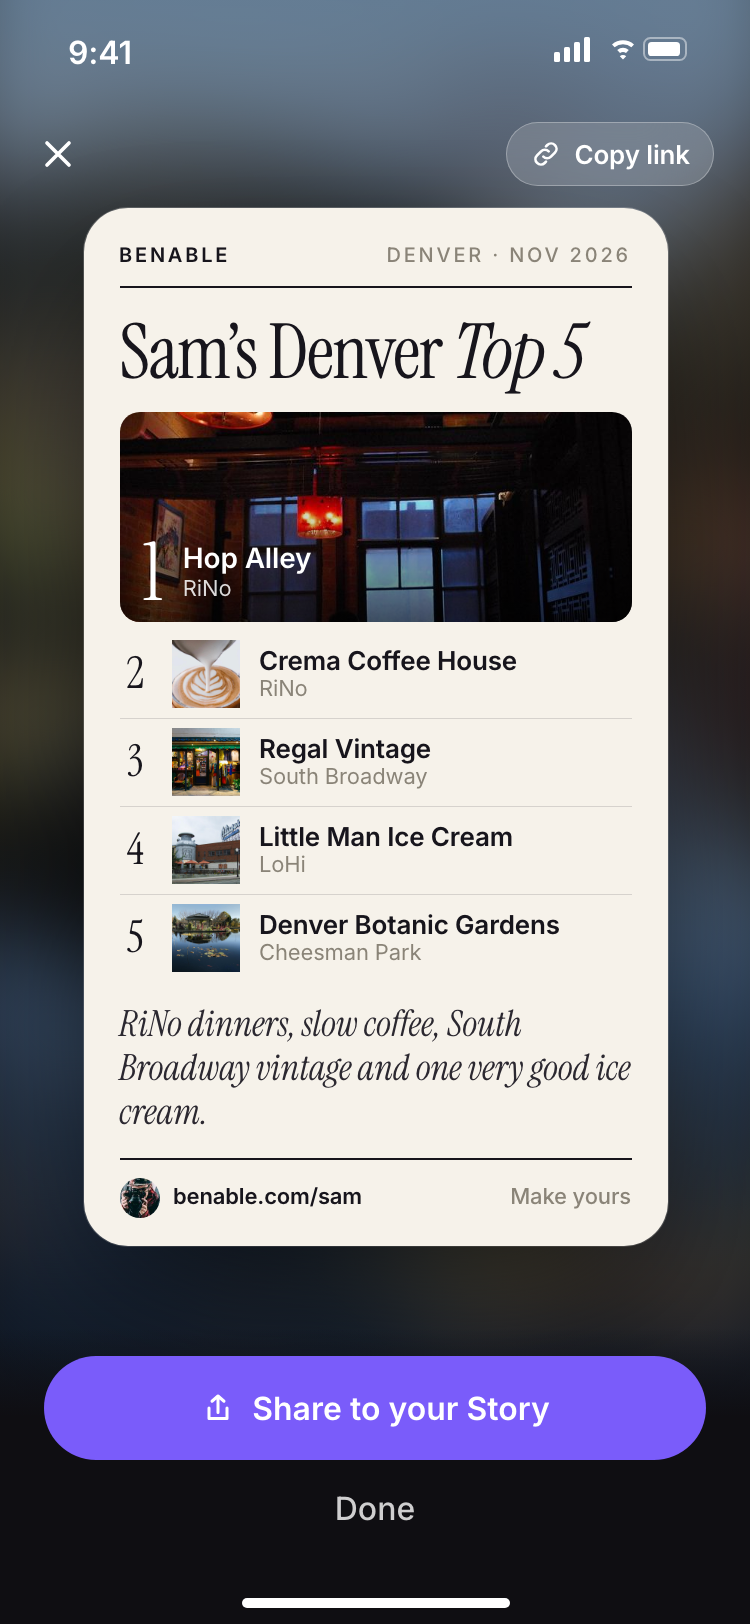 9:41
Copy link
BENABLE
DENVER · NOV 2026
Sam’s Denver Top 5
1
Hop Alley
RiNo
2
Crema Coffee House
RiNo
3
Regal Vintage
South Broadway
4
Little Man Ice Cream
LoHi
5
Denver Botanic Gardens
Cheesman Park
RiNo dinners, slow coffee, South
Broadway vintage and one very good ice
cream.
benable.com/sam
Make yours
Share to your Story
Done